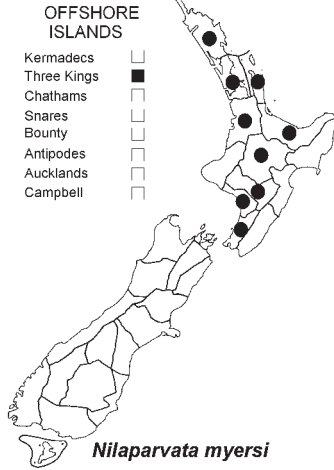 OFFSHORE
ISLANDS
Kermadecs
Three Kings
Chathams
Snares
Bounty
Antipodes
Aucklands
Campbell
Nilaparvata myersi